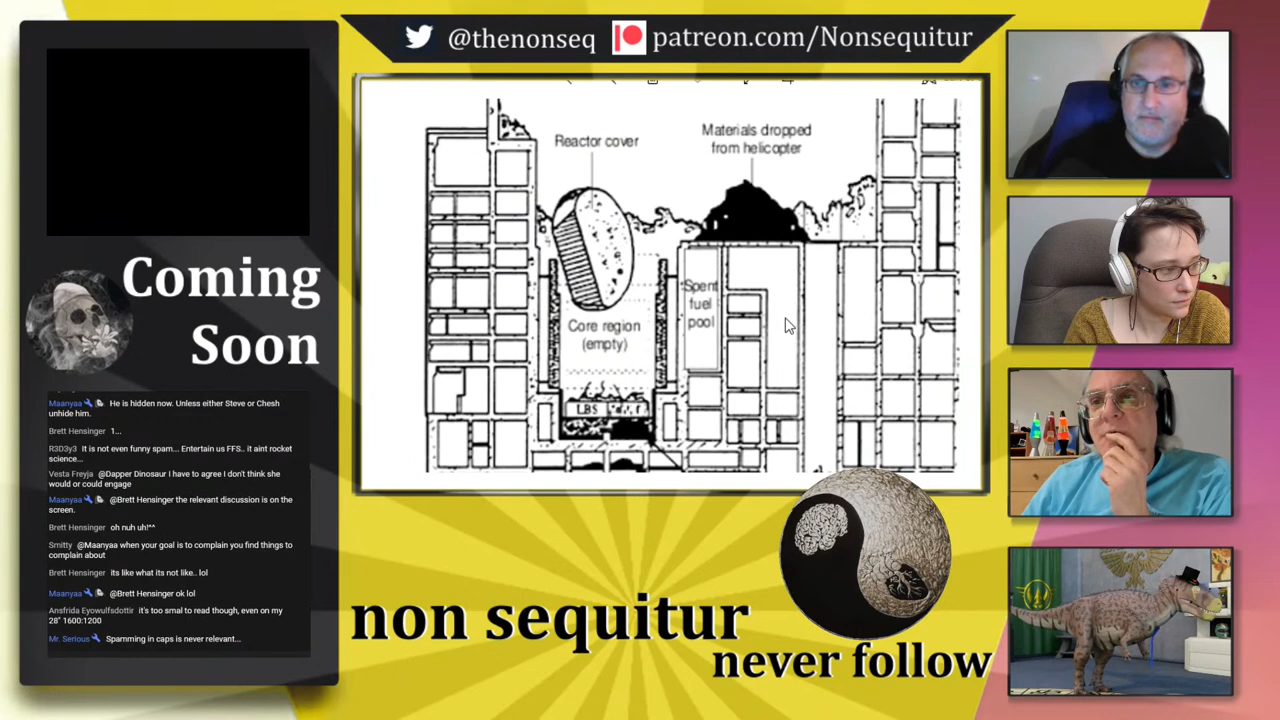 @thenonseq patreon.com/Nonsequitur
Reactor cover
Materials dropped
from helicopter
Spent
fuel
pool
Core region
(empty)
LBS
Coming
Soon
Maanyaa He is hidden now. Unless either Steve or Chesh
unhide him.
Brett Hensinger 1...
R3D3y3 It is not even funny spam... Entertain us FFS.. it aint rocket
science...
Vesta Freyja @Dapper Dinosaur I have to agree I don't think she
would or could engage
Maanyaa @Brett Hensinger the relevant discussion is on the
screen.
Brett Hensinger oh nuh uh!^^
Smitty @Maanyaa when your goal is to complain you find things to
complain about
Brett Hensinger its like what its not like.. lol
Maanyaa @Brett Hensinger ok lol
Ansfrida Eyowulfsdottir it's too smal to read though, even on my
28" 1600:1200
Mr. Serious Spamming in caps is never relevant...
non sequitur
never follow